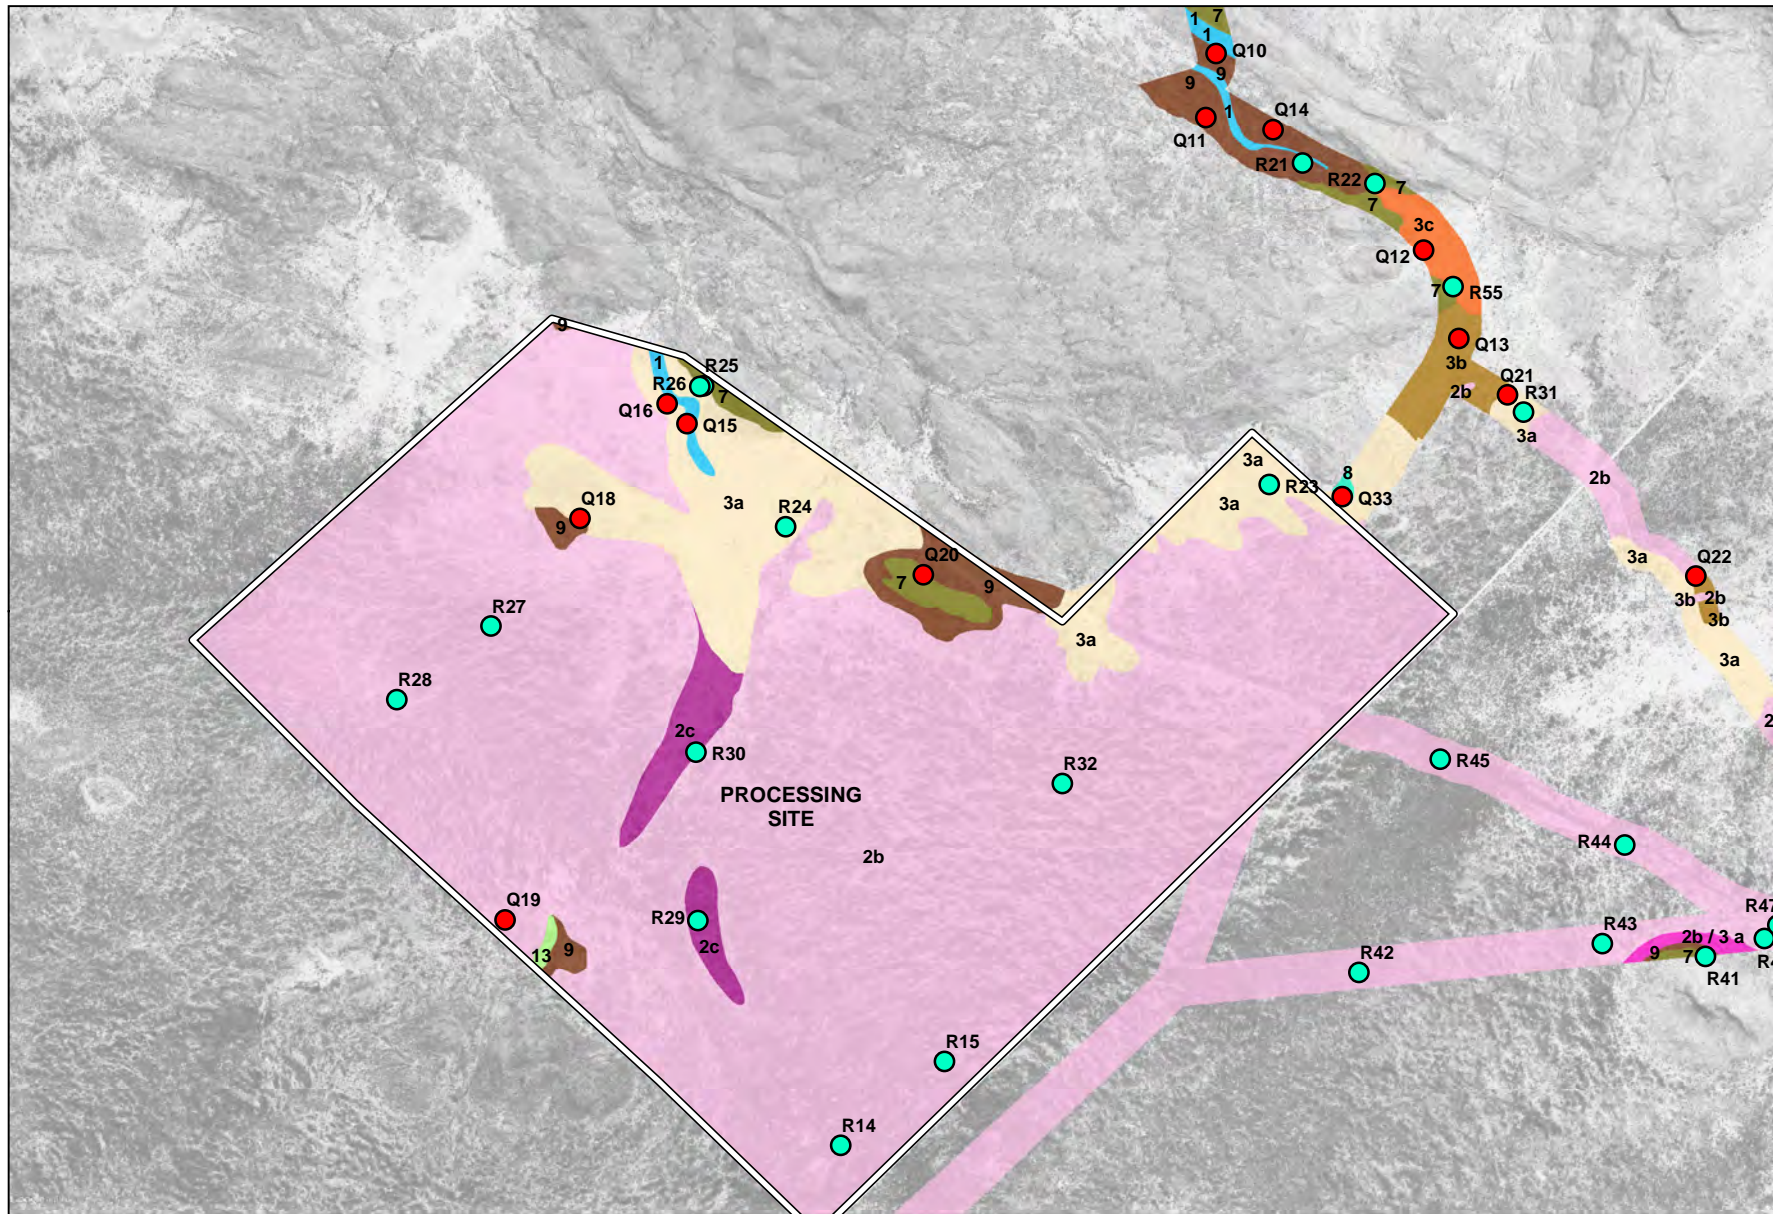 7
1
1
Q10
9
9
1
Q14
Q11
R21
R22
7
7
3c
Q12
7
R55
Q13
3b
9
1
R25
R26
7
Q16
Q15
2b
Q21
R31
3a
3a
8
R23
Q33
3a
2b
Q18
3a
R24
9
Q20
7
9
3a
Q22
3b
2b
3b
3a
3a
R27
R28
2c
R30
R32
R45
2
PROCESSING
SITE
2b
R44
Q19
R29
2c
13
9
R47
R43
2b / 3 a
9
7
R41
R4
R42
R15
R14